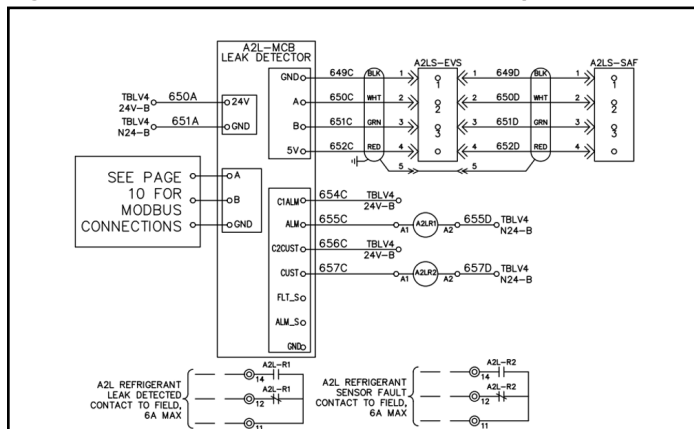 A2L-MCB
LEAK DETECTOR
A2LS-EVS
A2LS-SAF
GND 649C BLK 1 1 1 649D BLK 1 1
TBLV4 650A 24V
24V-B
A 650C WHT 2 2 2 650D WHT 2 2
TBLV4 651A GND
N24-B
B 651C GRN 3 3 3 651D GRN 3 3
5V 652C RED 4 4 652D RED 4
5 5
SEE PAGE
10 FOR
MODBUS
CONNECTIONS
A
B
GND
C1ALM 654C TBLV4
24V-B
ALM 655C A1 A2LR1 A2 655D TBLV4
N24-B
C2CUST 656C TBLV4
24V-B
CUST 657C A1 A2LR2 A2 657D TBLV4
N24-B
FLT_S
ALM_S
GND
A2L REFRIGERANT
LEAK DETECTED
CONTACT TO FIELD,
6A MAX
A2L-R1
14
A2L-R1
12
11
A2L REFRIGERANT
SENSOR FAULT
CONTACT TO FIELD,
6A MAX
A2L-R2
14
A2L-R2
12
11